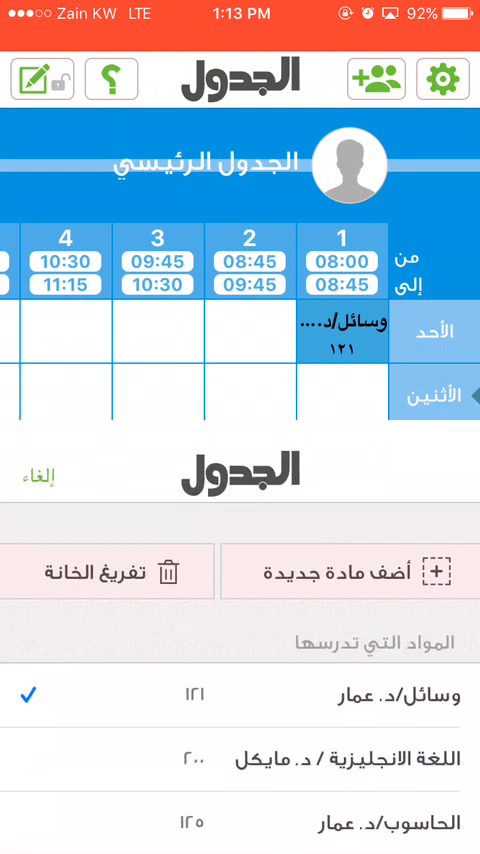 Zain KW LTE 1:13 PM 92%
الجدول
الجدول الرئيسي
من 1 2 3 4
08:00 08:45 09:45 10:30
إلى 08:45 09:45 10:30 11:15
الأحد وسائل/د....
١٢١
الأثنين
الجدول إلغاء
أضف مادة جديدة تفريغ الخانة
المواد التي تدرسها
وسائل/د. عمار ١٢١
اللغة الانجليزية / د. مايكل ٢٠٠
الحاسوب/د. عمار ١٢٥